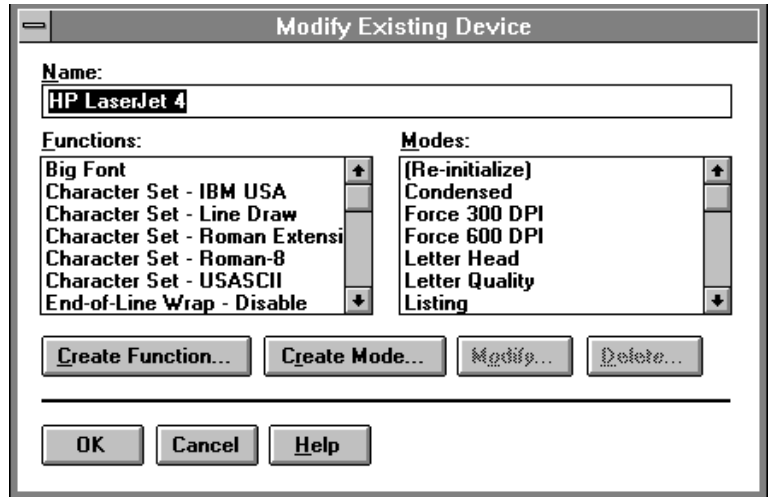 Modify Existing Device
Name:
HP LaserJet 4
Functions:
Big Font
Character Set - IBM USA
Character Set - Line Draw
Character Set - Roman Extensi
Character Set - Roman-8
Character Set - USASCII
End-of-Line Wrap - Disable
Modes:
(Re-initialize)
Condensed
Force 300 DPI
Force 600 DPI
Letter Head
Letter Quality
Listing
Create Function...
Create Mode...
Modify...
Delete...
OK
Cancel
Help